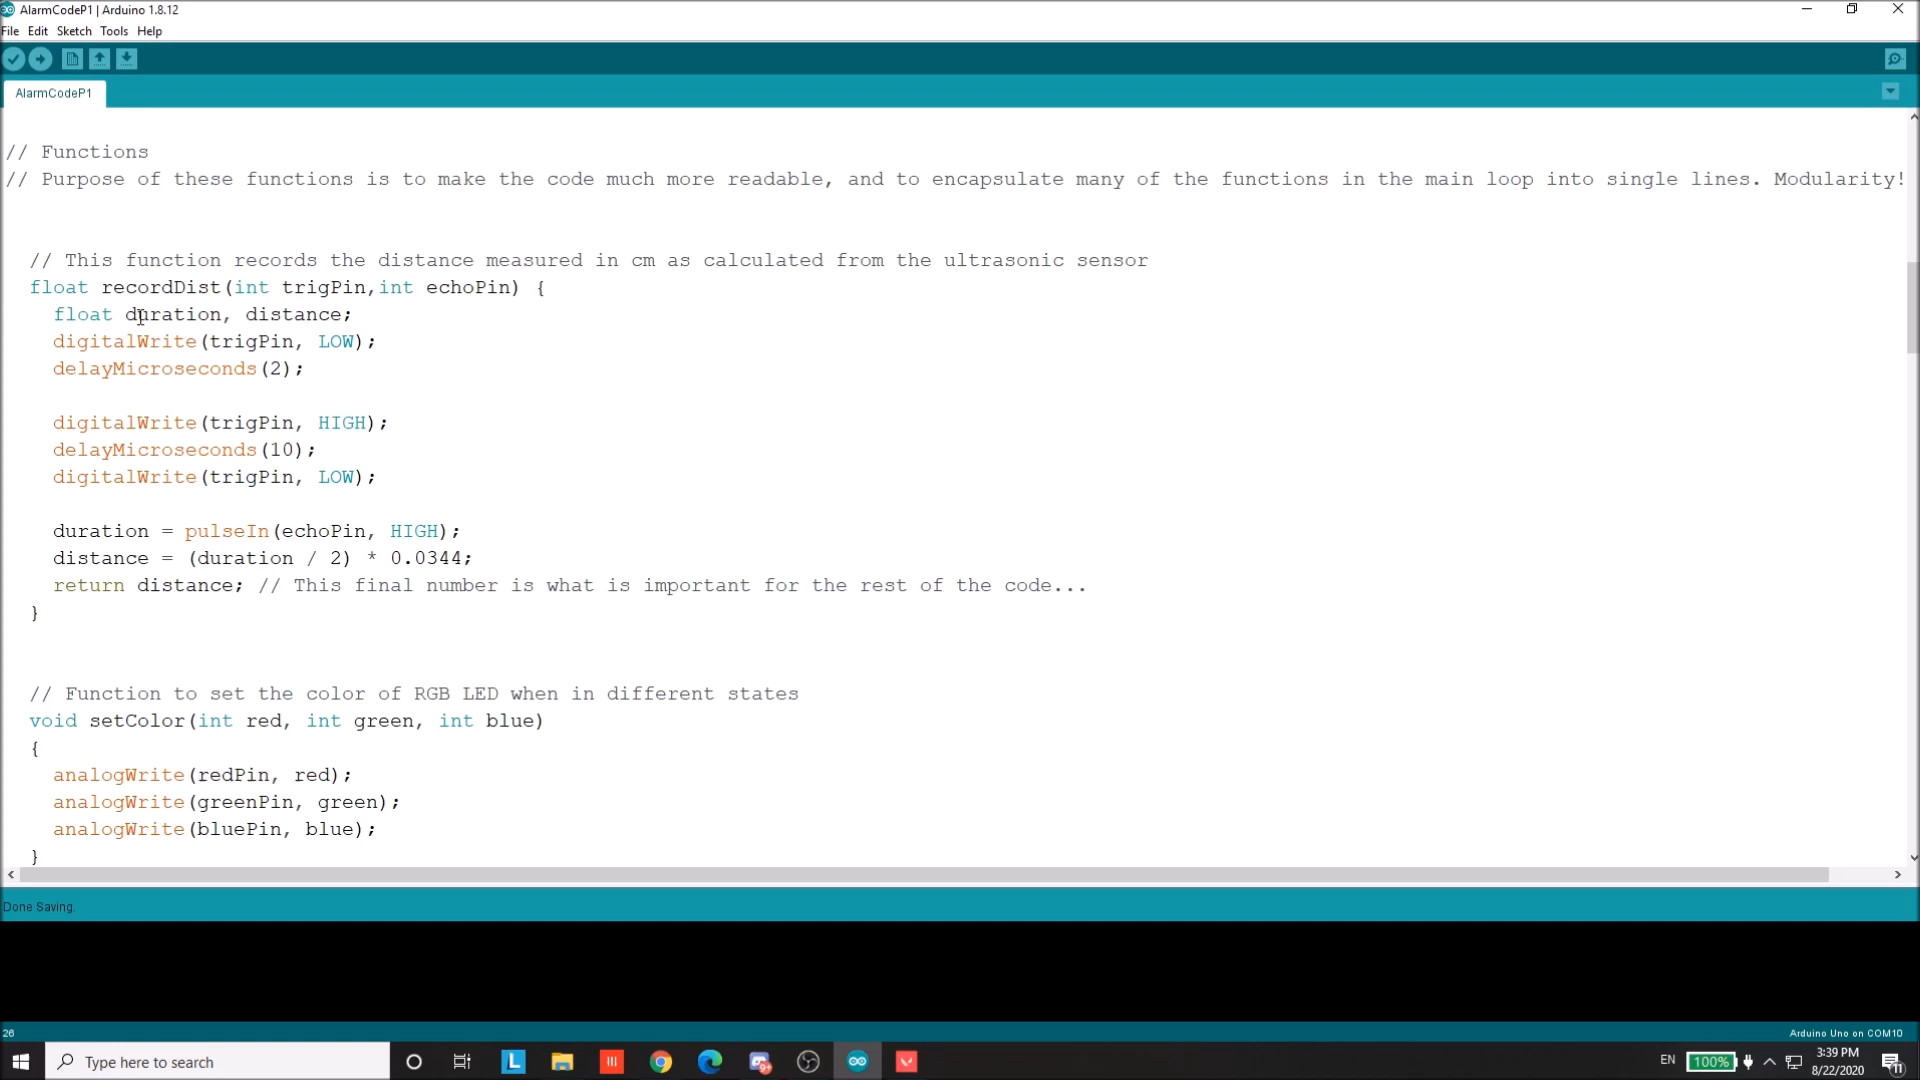 AlarmCodeP1 | Arduino 1.8.12
File Edit Sketch Tools Help
AlarmCodeP1
// Functions
// Purpose of these functions is to make the code much more readable, and to encapsulate many of the functions in the main loop into single lines. Modularity!
// This function records the distance measured in cm as calculated from the ultrasonic sensor
float recordDist(int trigPin,int echoPin) {
float duration, distance;
digitalWrite(trigPin, LOW);
delayMicroseconds(2);
digitalWrite(trigPin, HIGH);
delayMicroseconds(10);
digitalWrite(trigPin, LOW);
duration = pulseIn(echoPin, HIGH);
distance = (duration / 2) * 0.0344;
return distance; // This final number is what is important for the rest of the code...
}
// Function to set the color of RGB LED when in different states
void setColor(int red, int green, int blue)
{
analogWrite(redPin, red);
analogWrite(greenPin, green);
analogWrite(bluePin, blue);
}
Done Saving.
26
Arduino Uno on COM10
Type here to search
L
EN
100%
3:39 PM
8/22/2020
11